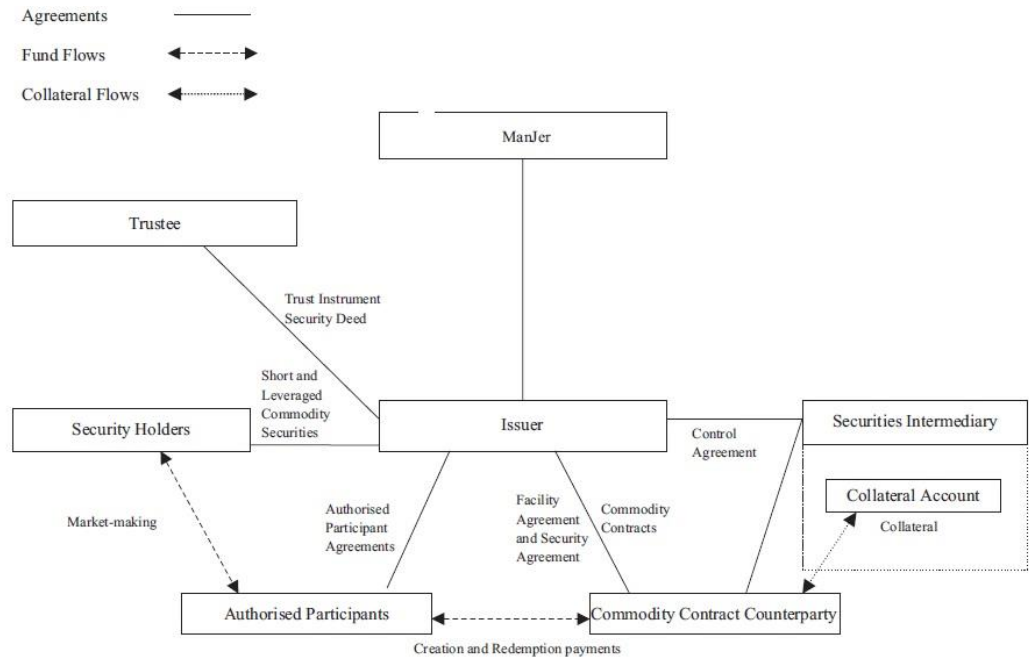 Agreements
Fund Flows
Collateral Flows
ManJer
Trustee
Trust Instrument
Security Deed
Short and
Leveraged
Commodity
Securities
Security Holders
Issuer
Control
Agreement
Securities Intermediary
Collateral Account
Collateral
Market-making
Authorised
Participant
Agreements
Facility
Agreement
and Security
Agreement
Commodity
Contracts
Authorised Participants
Commodity Contract Counterparty
Creation and Redemption payments